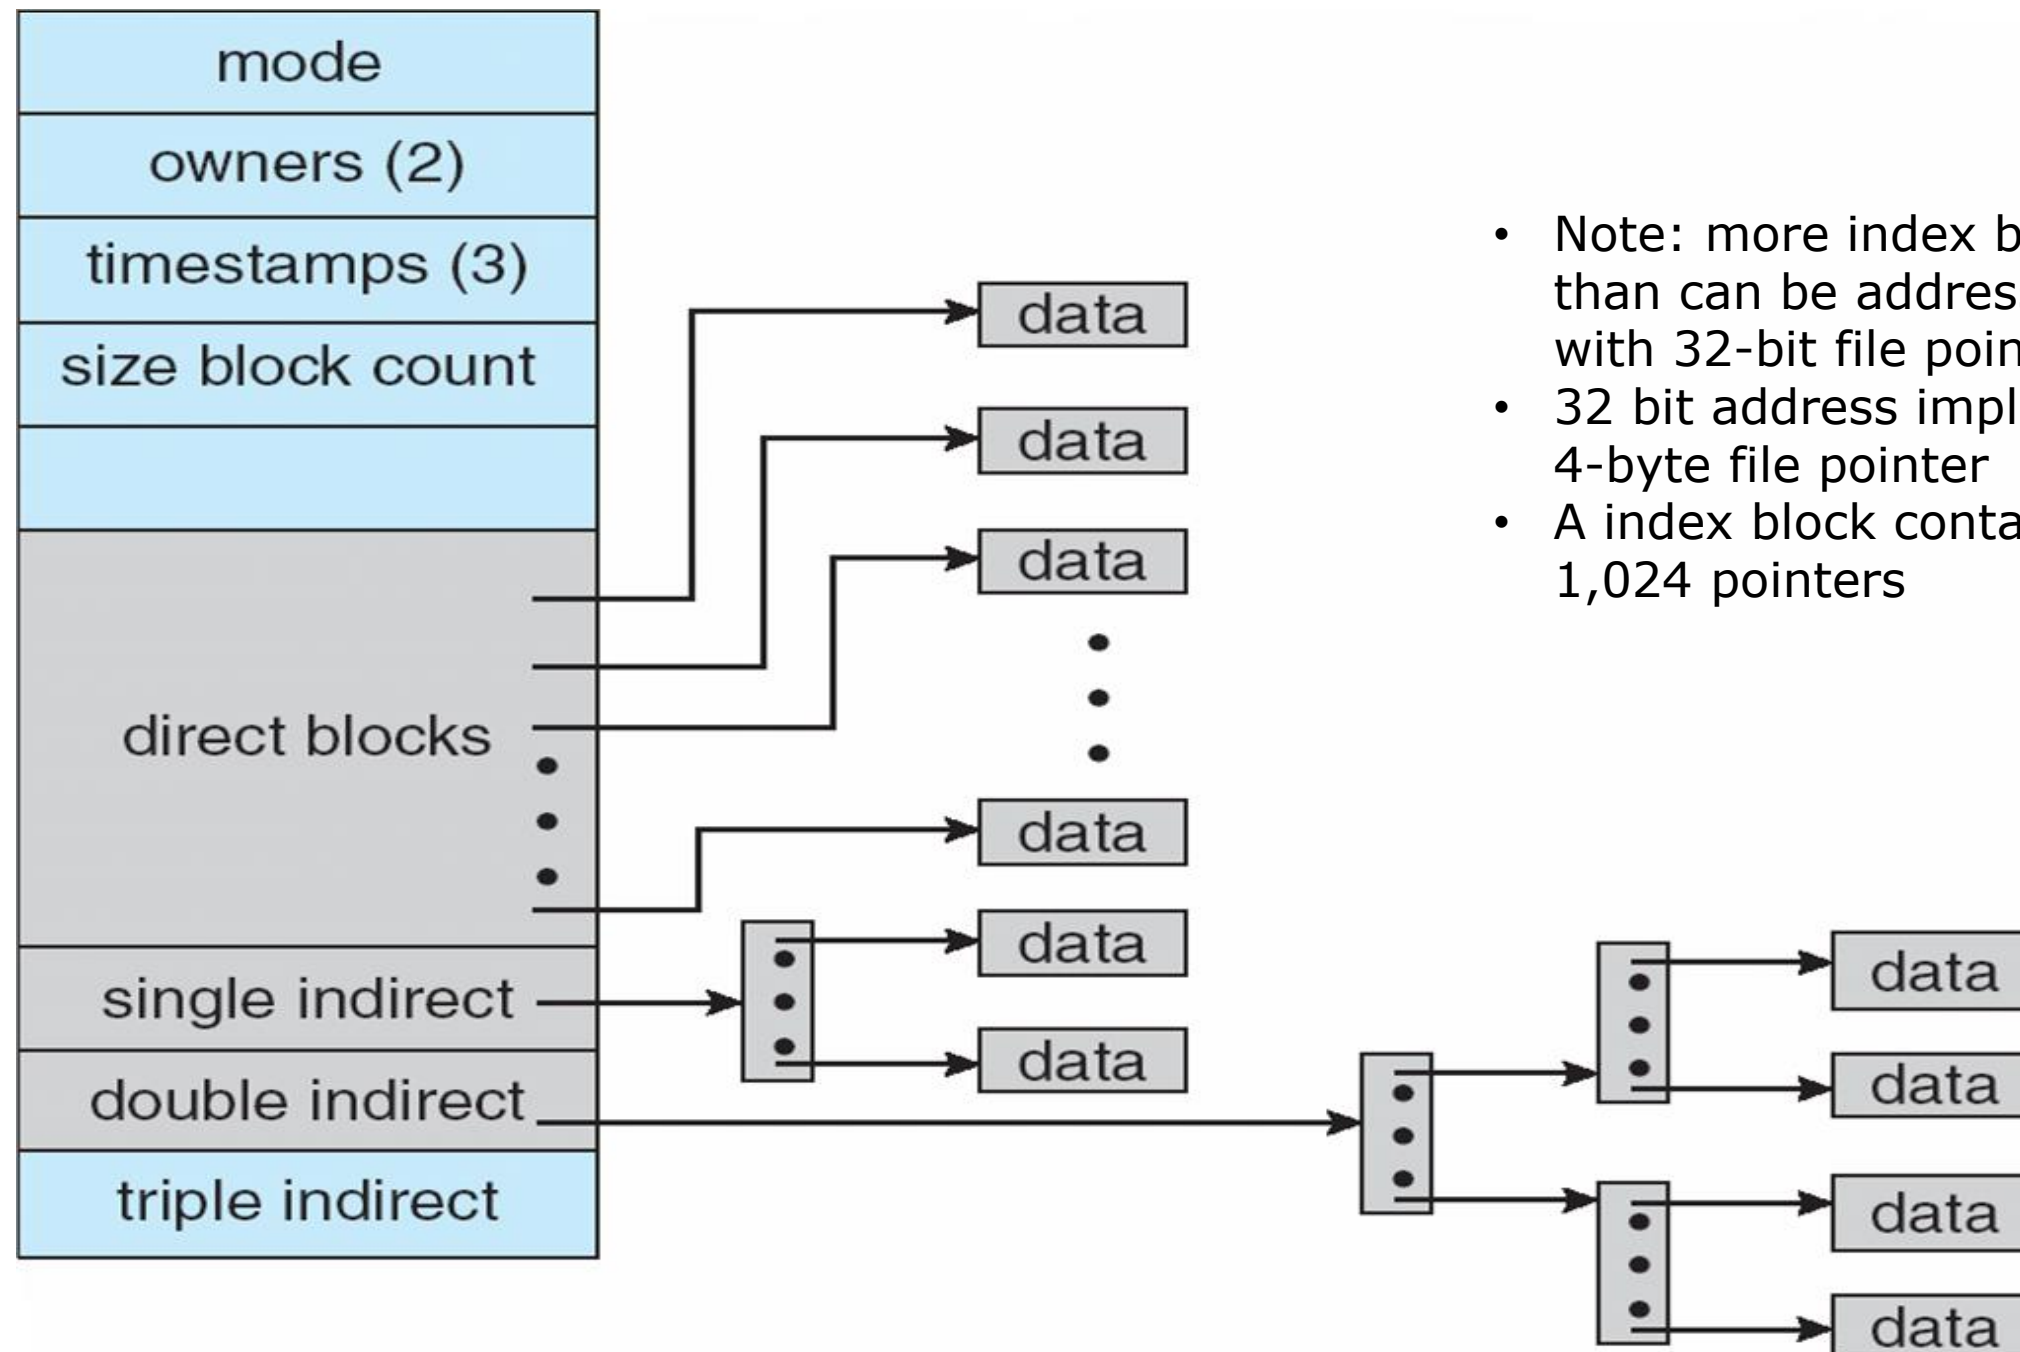 mode
owners (2)
timestamps (3)
size block count
direct blocks
single indirect
double indirect
triple indirect
data
data
data
data
data
data
data
data
data
data
• Note: more index b
than can be addres
with 32-bit file poin
• 32 bit address impl
4-byte file pointer
• A index block conta
1,024 pointers